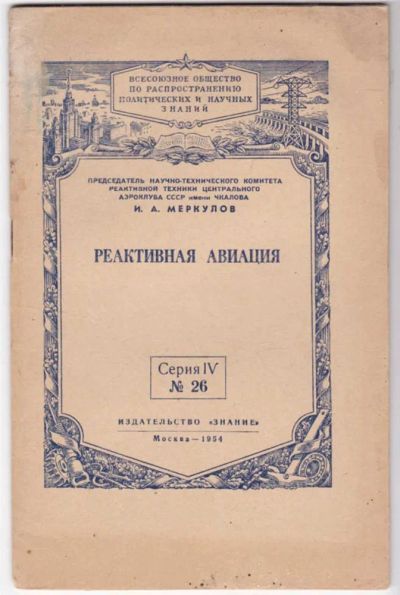 ВСЕСОЮЗНОЕ ОБЩЕСТВО
ПО РАСПРОСТРАНЕНИЮ
ПОЛИТИЧЕСКИХ И НАУЧНЫХ
ЗНАНИЙ
ПРЕДСЕДАТЕЛЬ НАУЧНО-ТЕХНИЧЕСКОГО КОМИТЕТА
РЕАКТИВНОЙ ТЕХНИКИ ЦЕНТРАЛЬНОГО
АЭРОКЛУБА СССР имени ЧКАЛОВА
И. А. МЕРКУЛОВ
РЕАКТИВНАЯ АВИАЦИЯ
Серия IV
№ 26
ИЗДАТЕЛЬСТВО «ЗНАНИЕ»
Москва — 1954